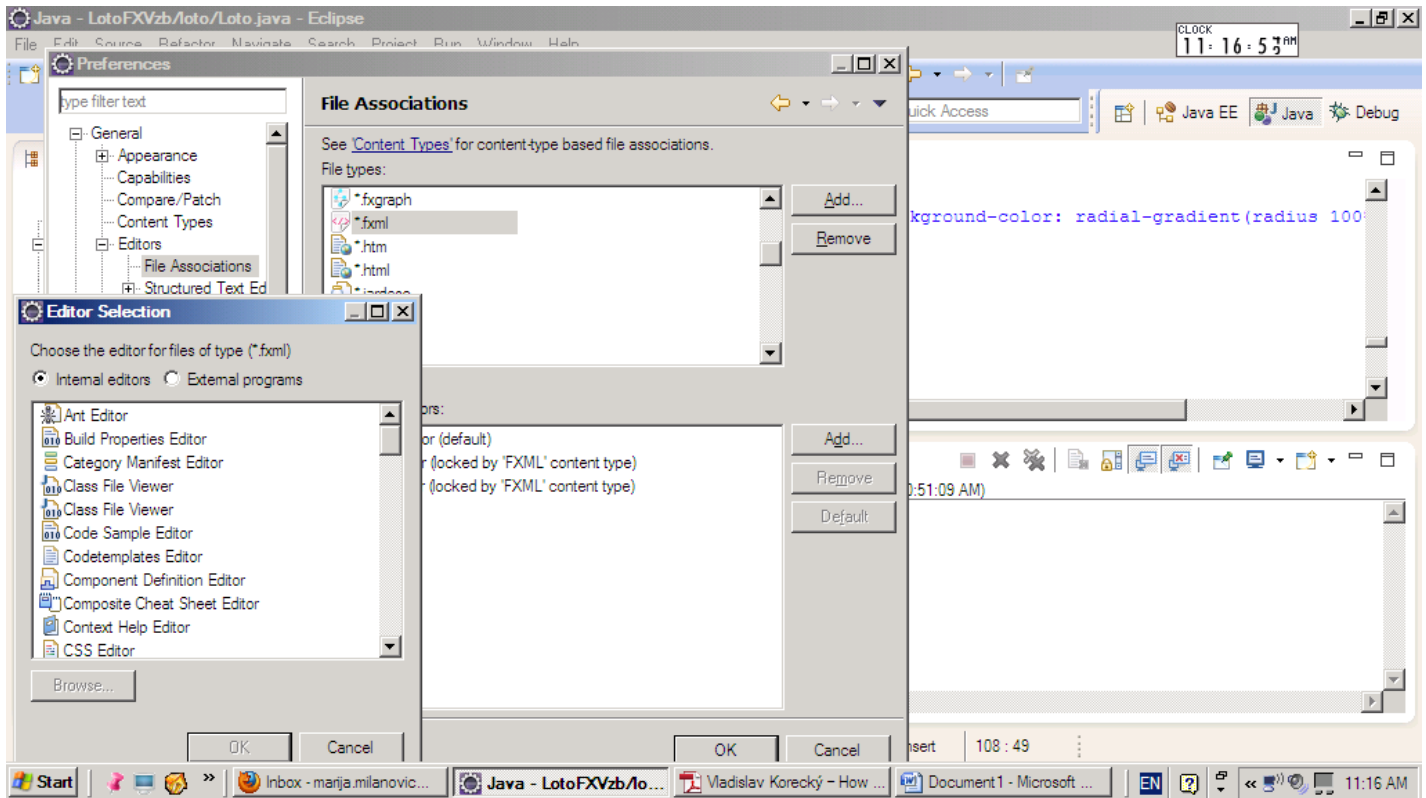 Java - LotoFXVzb/loto/Loto.java - Eclipse
CLOCK
11:16:53 AM
File Edit Source Refactor Navigate Search Project Run Window Help
Preferences
type filter text
File Associations
uick Access
Java EE
Java
Debug
General
Appearance
Capabilities
Compare/Patch
Content Types
Editors
File Associations
Structured Text Ed
See 'Content Types' for content-type based file associations.
File types:
*.fxgraph
*.fxml
*.htm
*.html
Add...
Remove
kground-color: radial-gradient(radius 100
Editor Selection
Choose the editor for files of type (*.fxml)
Internal editors
External programs
Ant Editor
Build Properties Editor
Category Manifest Editor
Class File Viewer
Class File Viewer
Code Sample Editor
Codetemplates Editor
Component Definition Editor
Composite Cheat Sheet Editor
Context Help Editor
CSS Editor
Browse...
OK
Cancel
ors:
or (default)
r (locked by 'FXML' content type)
r (locked by 'FXML' content type)
Add...
Remove
Default
0:51:09 AM)
OK
Cancel
nsert
108 : 49
Start
»
Inbox - marija.milanovic...
Java - LotoFXVzb/lo...
Vladislav Korecký – How ...
Document1 - Microsoft ...
EN
«
11:16 AM